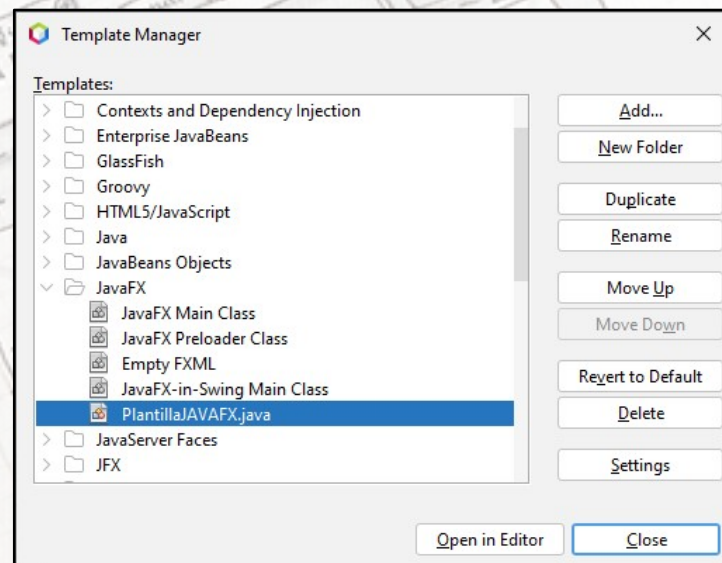 Template Manager
Templates:
Contexts and Dependency Injection
Enterprise JavaBeans
GlassFish
Groovy
HTML5/JavaScript
Java
JavaBeans Objects
JavaFX
JavaFX Main Class
JavaFX Preloader Class
Empty FXML
JavaFX-in-Swing Main Class
PlantillaJAVAFX.java
JavaServer Faces
JFX
Add...
New Folder
Duplicate
Rename
Move Up
Move Down
Revert to Default
Delete
Settings
Open in Editor
Close